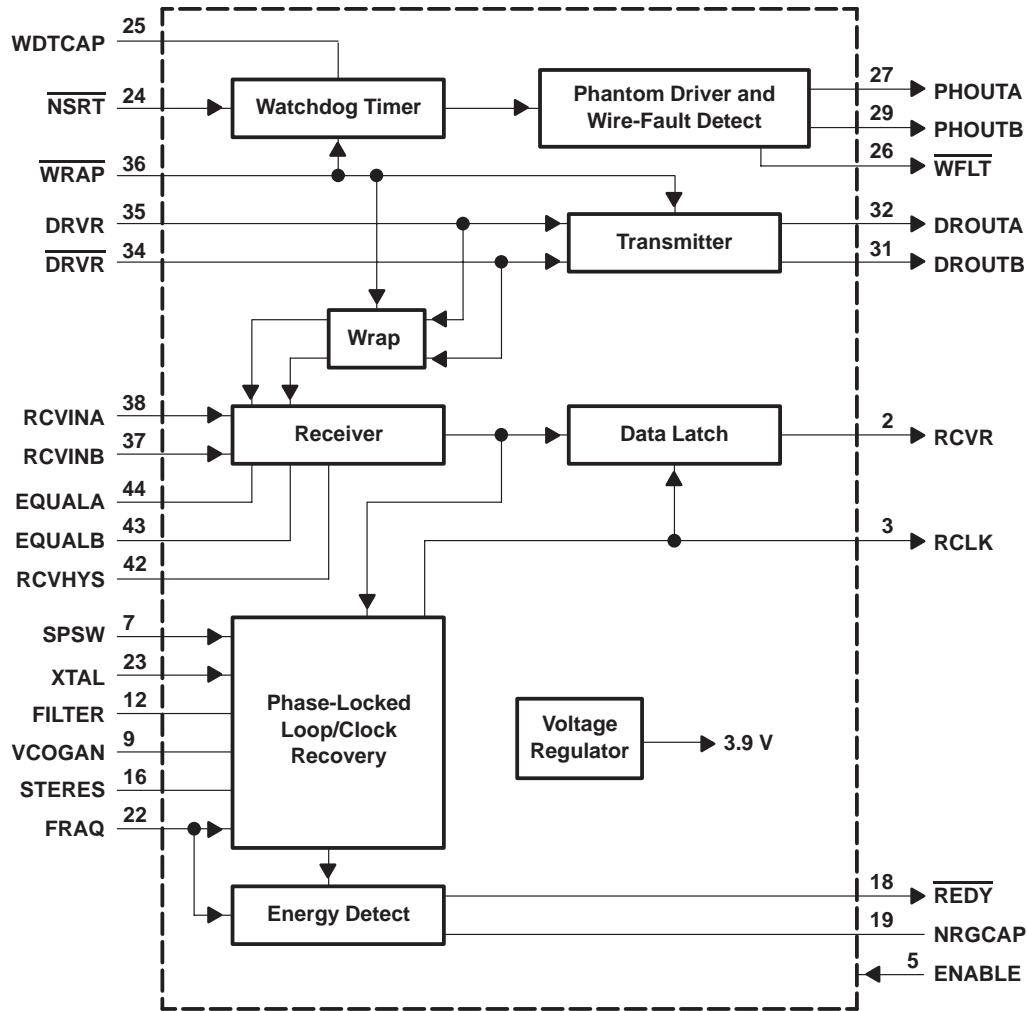 WDTCAP 25
NSRT 24
WRAP 36
DRVR 35
DRVR 34
Watchdog Timer
Phantom Driver and
Wire-Fault Detect
27 PHOUTA
29 PHOUTB
26 WFLT
Transmitter
32 DROUTA
31 DROUTB
Wrap
RCVINA 38
RCVINB 37
EQUALA 44
EQUALB 43
RCVHYS 42
Receiver
Data Latch
2 RCVR
3 RCLK
SPSW 7
XTAL 23
FILTER 12
VCOGAN 9
STERES 16
FRAQ 22
Phase-Locked
Loop/Clock
Recovery
Voltage
Regulator
3.9 V
Energy Detect
18 REDY
19 NRGCAP
5 ENABLE